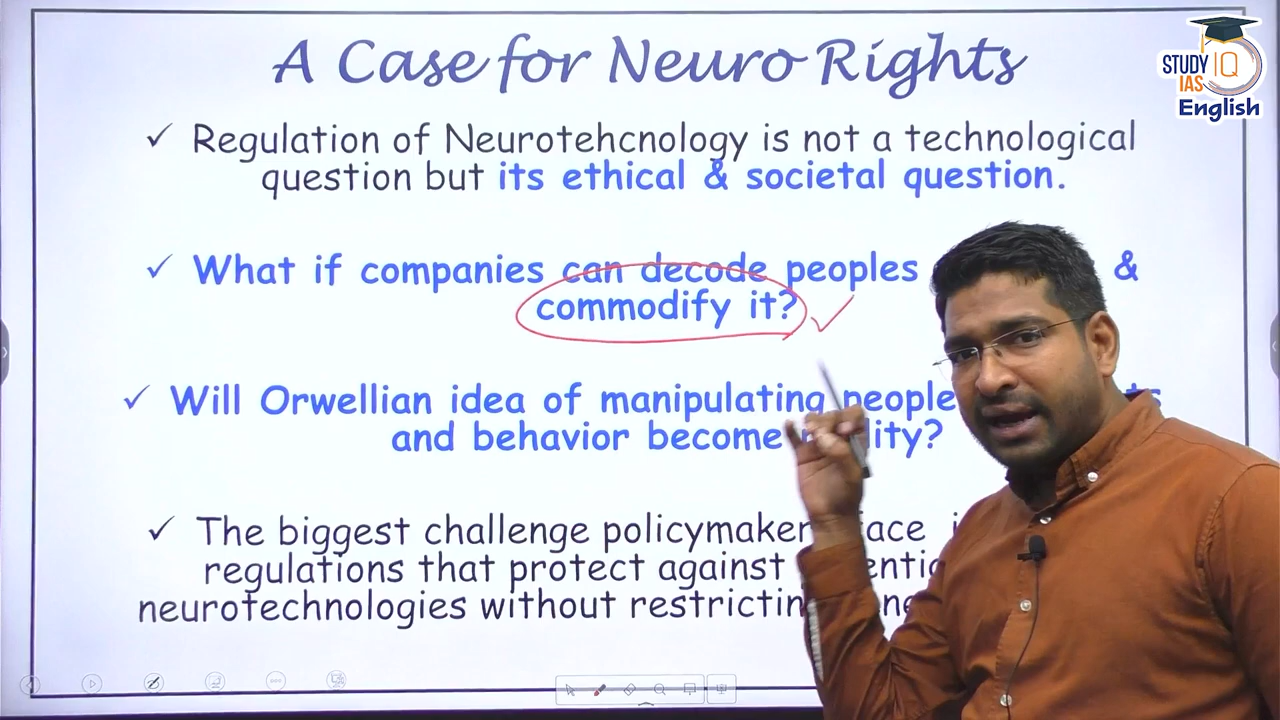 A Case for Neuro Rights
✓ Regulation of Neurotehcnology is not a technological
question but its ethical & societal question.
✓ What if companies can decode peoples &
commodify it?
✓ Will Orwellian idea of manipulating people
and behavior become
✓ The biggest challenge
regulations that protect against
neurotechnologies without
STUDY IQ
IAS
English